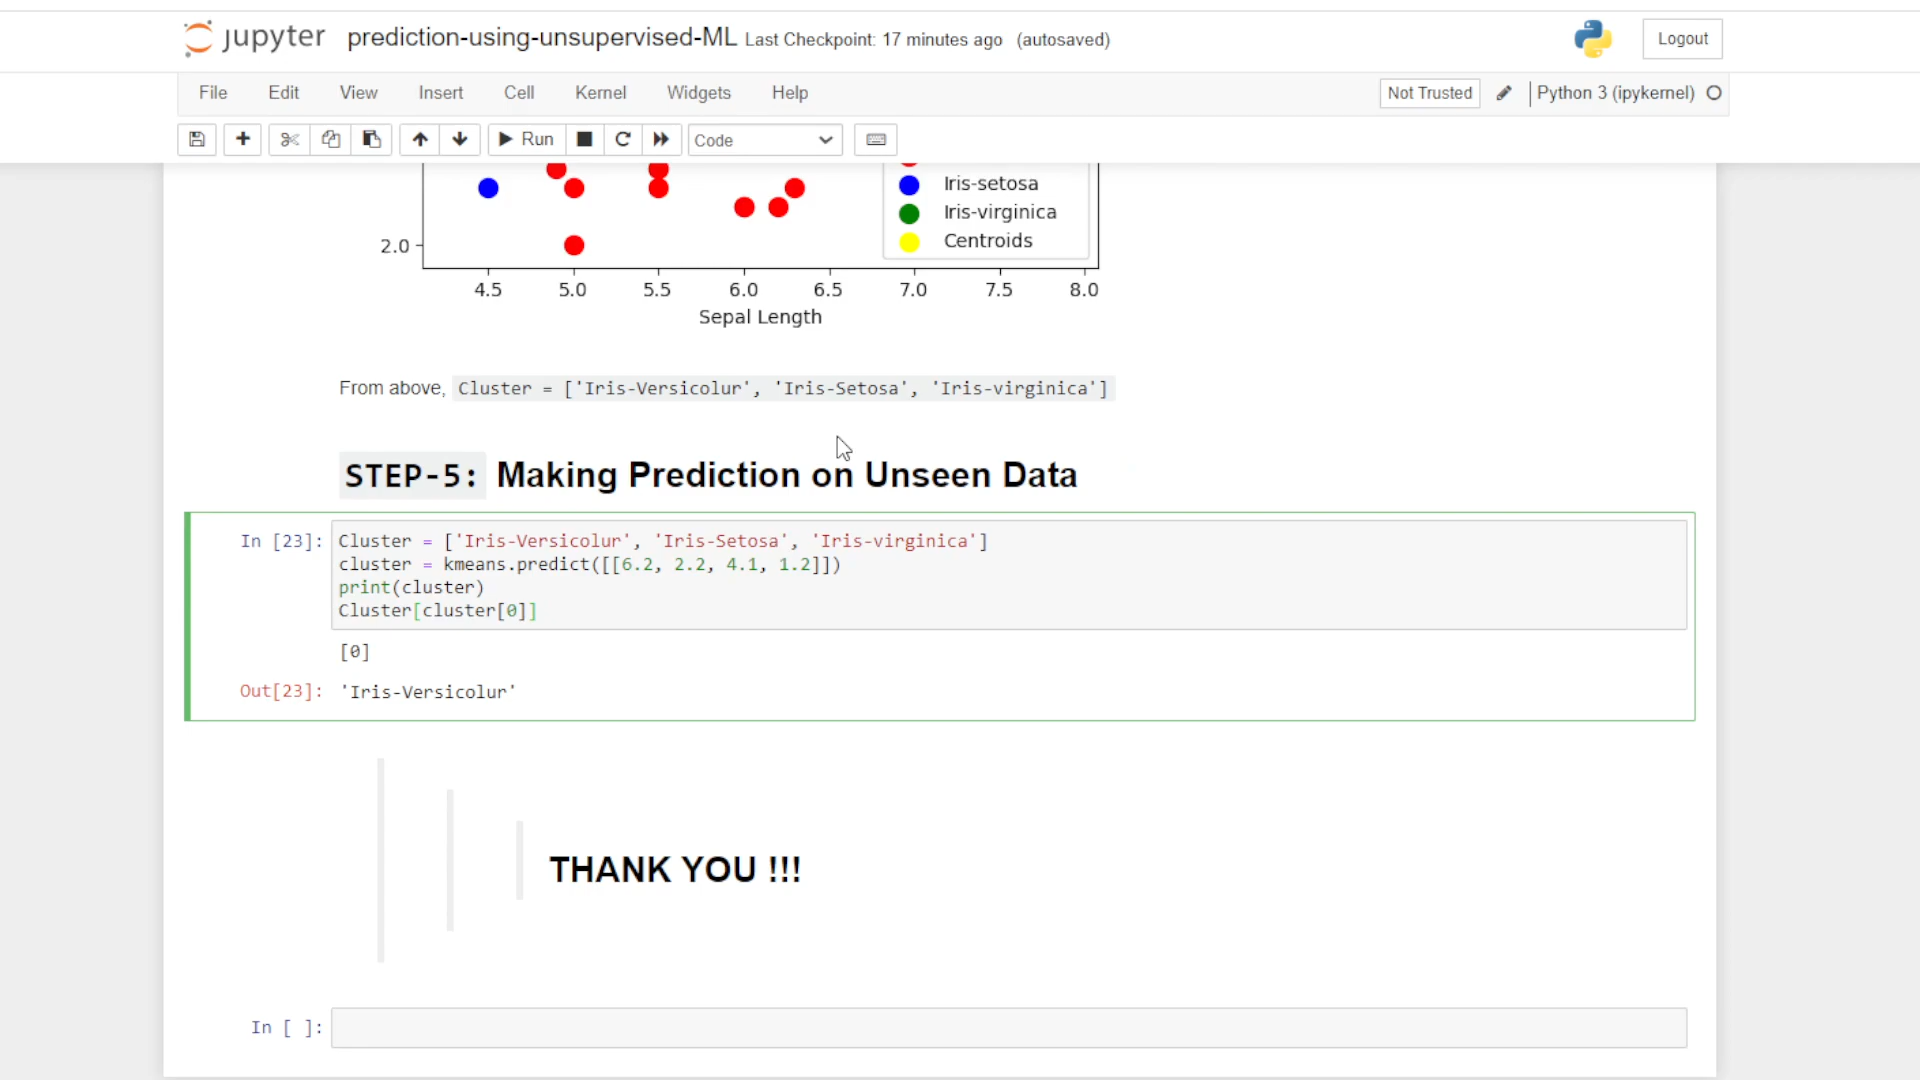 jupyter prediction-using-unsupervised-ML Last Checkpoint: 17 minutes ago (autosaved) Logout
File Edit View Insert Cell Kernel Widgets Help Not Trusted Python 3 (ipykernel)
Run Code
Iris-setosa
Iris-virginica
Centroids
2.0
4.5 5.0 5.5 6.0 6.5 7.0 7.5 8.0
Sepal Length
From above, Cluster = ['Iris-Versicolur', 'Iris-Setosa', 'Iris-virginica']
STEP-5: Making Prediction on Unseen Data
In [23]: Cluster = ['Iris-Versicolur', 'Iris-Setosa', 'Iris-virginica']
cluster = kmeans.predict([[6.2, 2.2, 4.1, 1.2]])
print(cluster)
Cluster[cluster[0]]
[0]
Out[23]: 'Iris-Versicolur'
THANK YOU !!!
In [ ]: